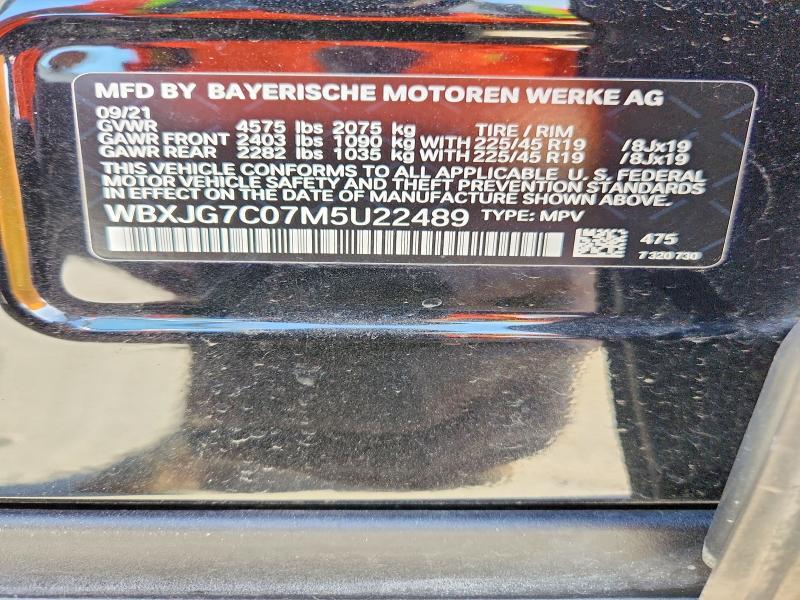 MFD BY BAYERISCHE MOTOREN WERKE AG
09/21
GVWR 4575 lbs 2075 kg TIRE / RIM
GAWR FRONT 2403 lbs 1090 kg WITH 225/45 R19 /8Jx19
GAWR REAR 2282 lbs 1035 kg WITH 225/45 R19 /8Jx19
THIS VEHICLE CONFORMS TO ALL APPLICABLE U. S. FEDERAL
MOTOR VEHICLE SAFETY AND THEFT PREVENTION STANDARDS
IN EFFECT ON THE DATE OF MANUFACTURE SHOWN ABOVE.
WBXJG7C07M5U22489 TYPE: MPV
475
7 320 730